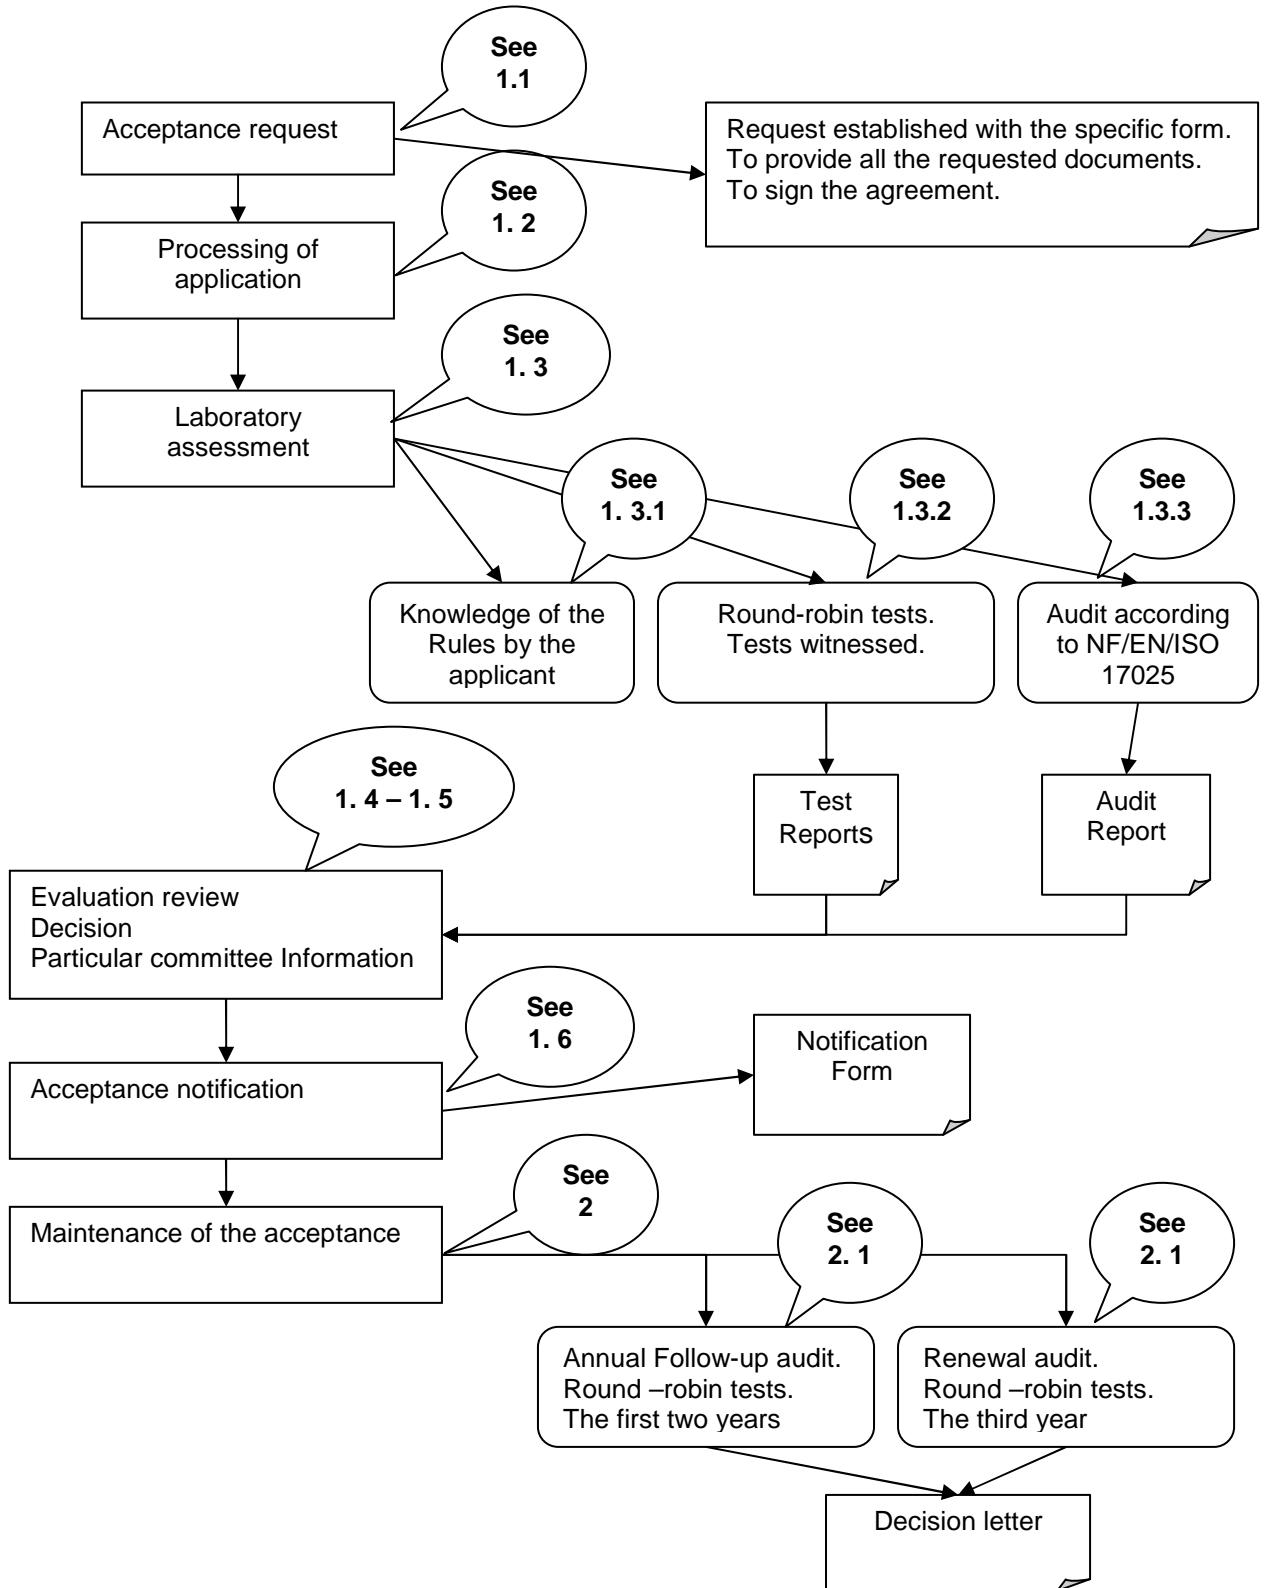 See
1.1
Acceptance request
Request established with the specific form.
To provide all the requested documents.
To sign the agreement.
See
1. 2
Processing of
application
See
1. 3
Laboratory
assessment
See
1. 3.1
See
1.3.2
See
1.3.3
Knowledge of the
Rules by the
applicant
Round-robin tests.
Tests witnessed.
Audit according
to NF/EN/ISO
17025
See
1. 4 – 1. 5
Test
Reports
Audit
Report
Evaluation review
Decision
Particular committee Information
See
1. 6
Notification
Form
Acceptance notification
See
2
Maintenance of the acceptance
See
2. 1
See
2. 1
Annual Follow-up audit.
Round –robin tests.
The first two years
Renewal audit.
Round –robin tests.
The third year
Decision letter